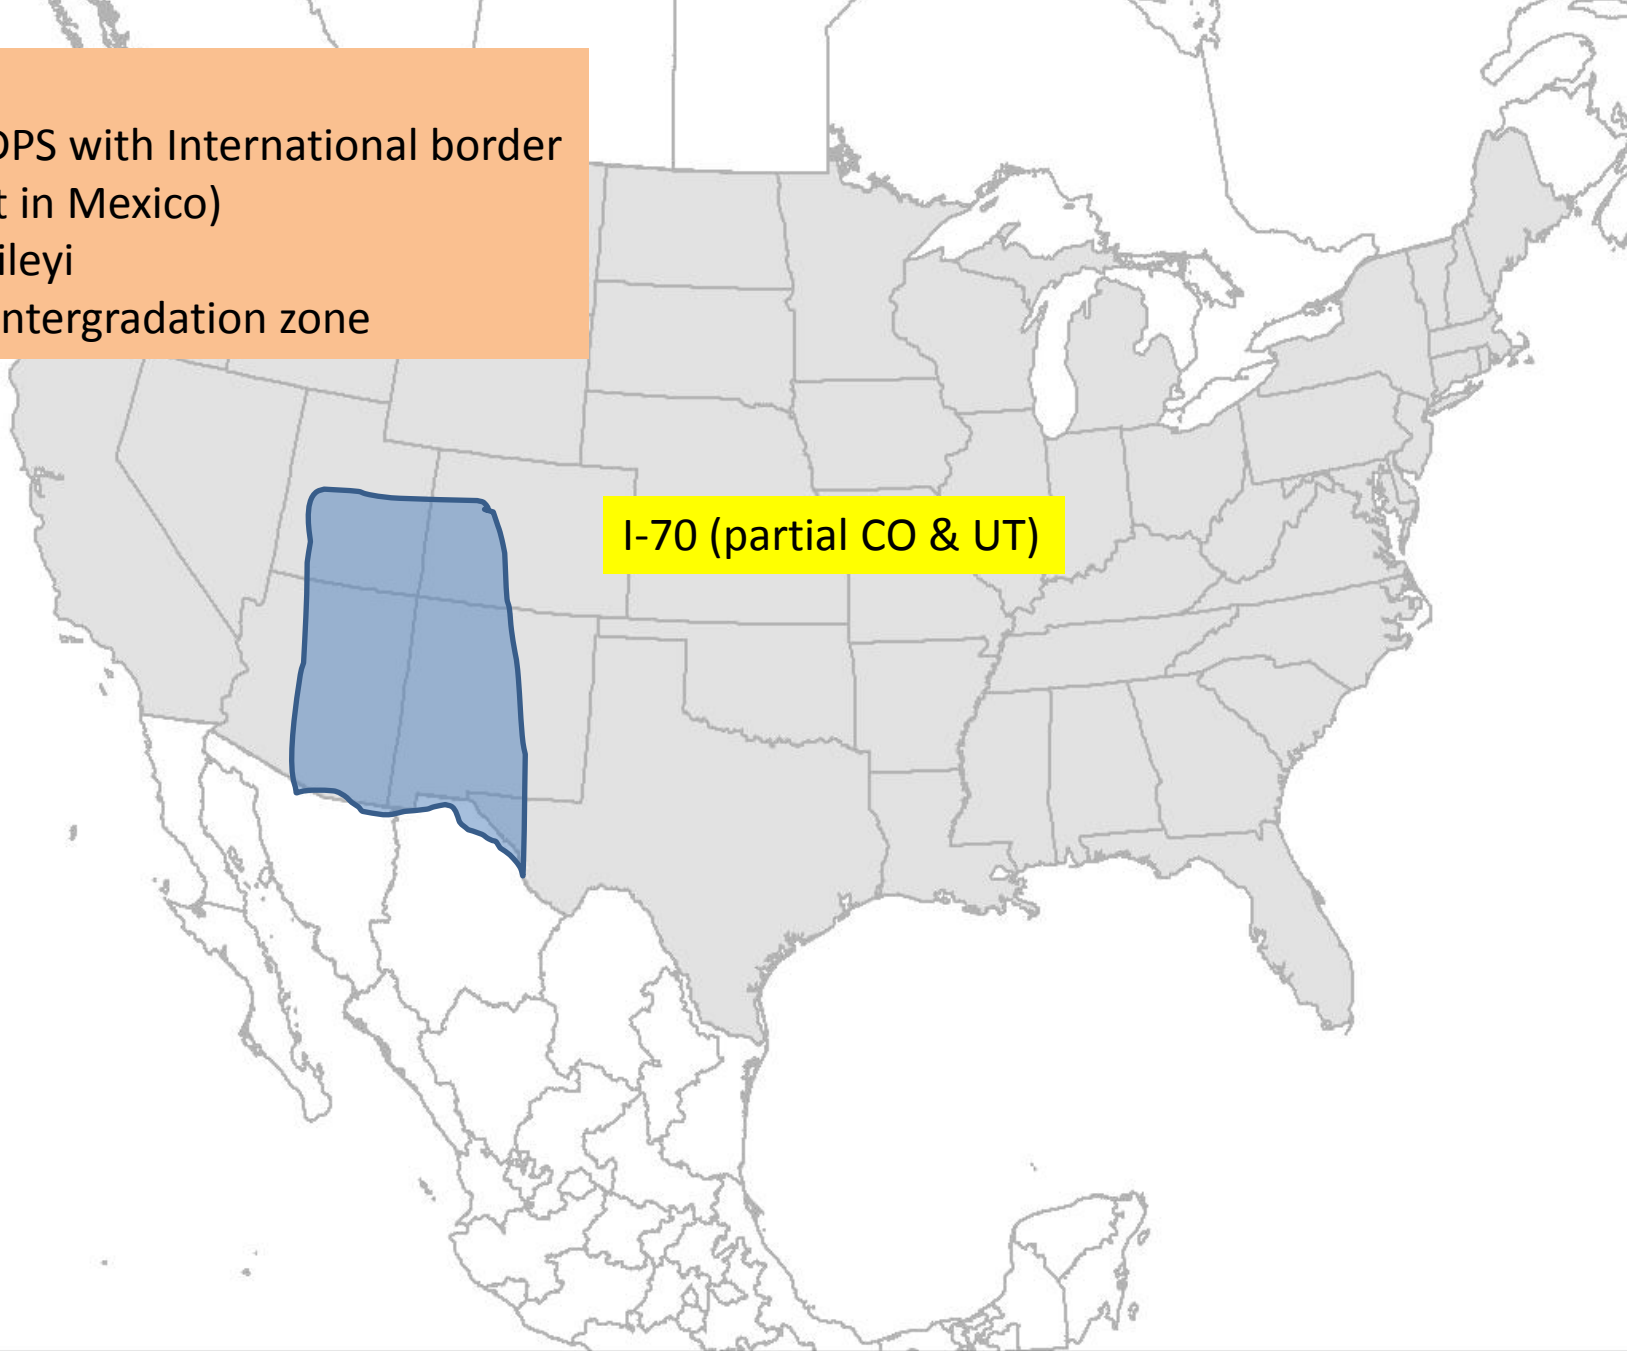 DPS with International border
t in Mexico)
ileyi
ntergradation zone
I-70 (partial CO & UT)